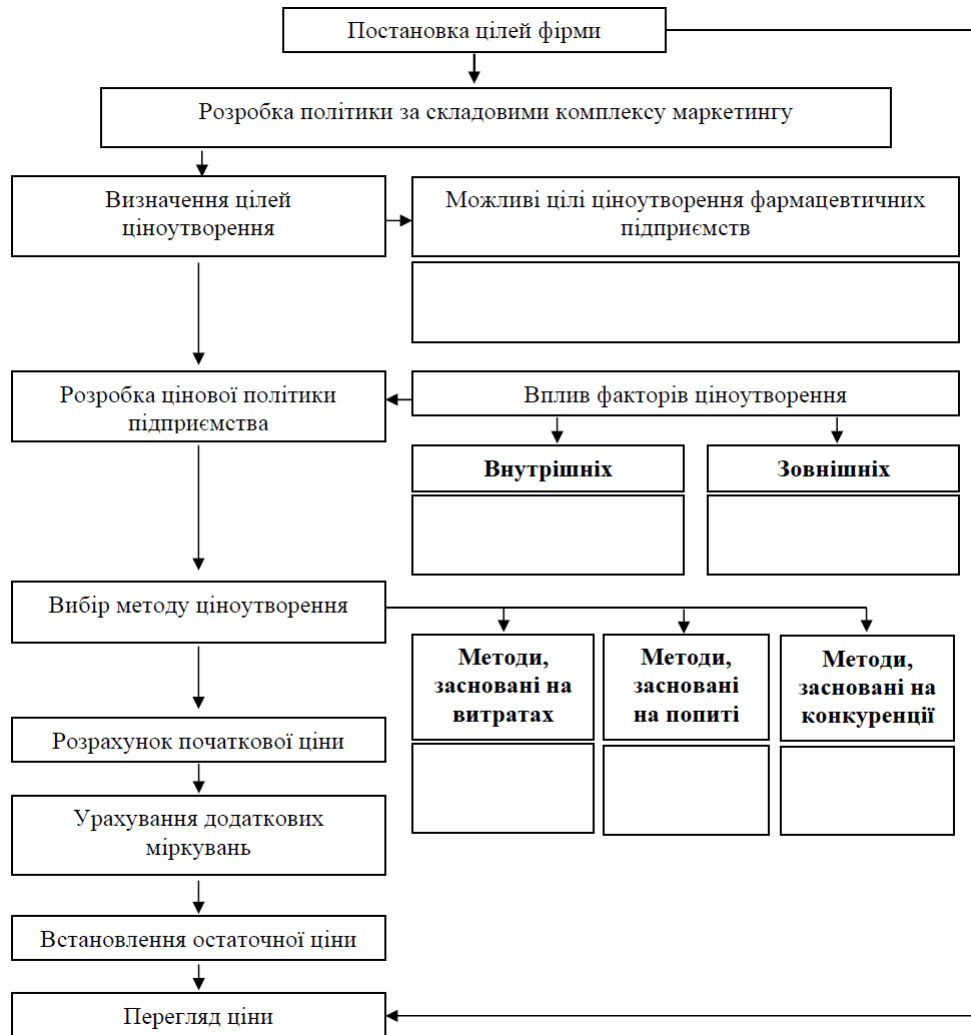 Постановка цілей фірми
Розробка політики за складовими комплексу маркетингу
Визначення цілей
ціноутворення
Можливі цілі ціноутворення фармацевтичних
підприємств
Розробка цінової політики
підприємства
Вплив факторів ціноутворення
Внутрішніх
Зовнішніх
Вибір методу ціноутворення
Методи,
засновані на
витратах
Методи,
засновані
на попиті
Методи,
засновані на
конкуренції
Розрахунок початкової ціни
Урахування додаткових
міркувань
Встановлення остаточної ціни
Перегляд ціни